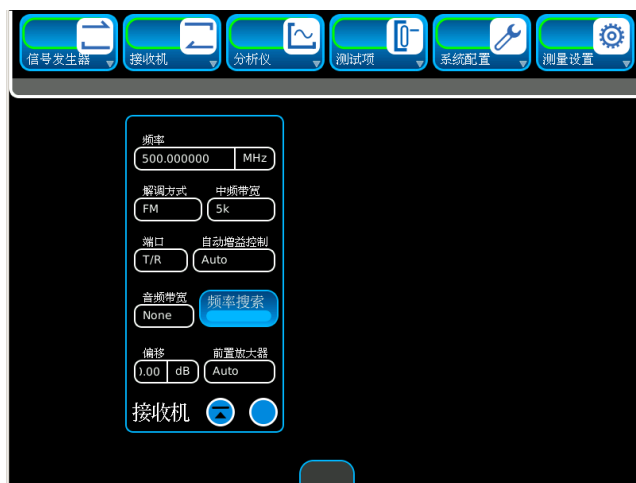 信号发生器 接收机 分析仪 测试项 系统配置 测量设置
频率
500.000000 MHz
解调方式 中频带宽
FM 5k
端口 自动增益控制
T/R Auto
音频带宽 频率搜索
None
偏移 前置放大器
).00 dB Auto
接收机